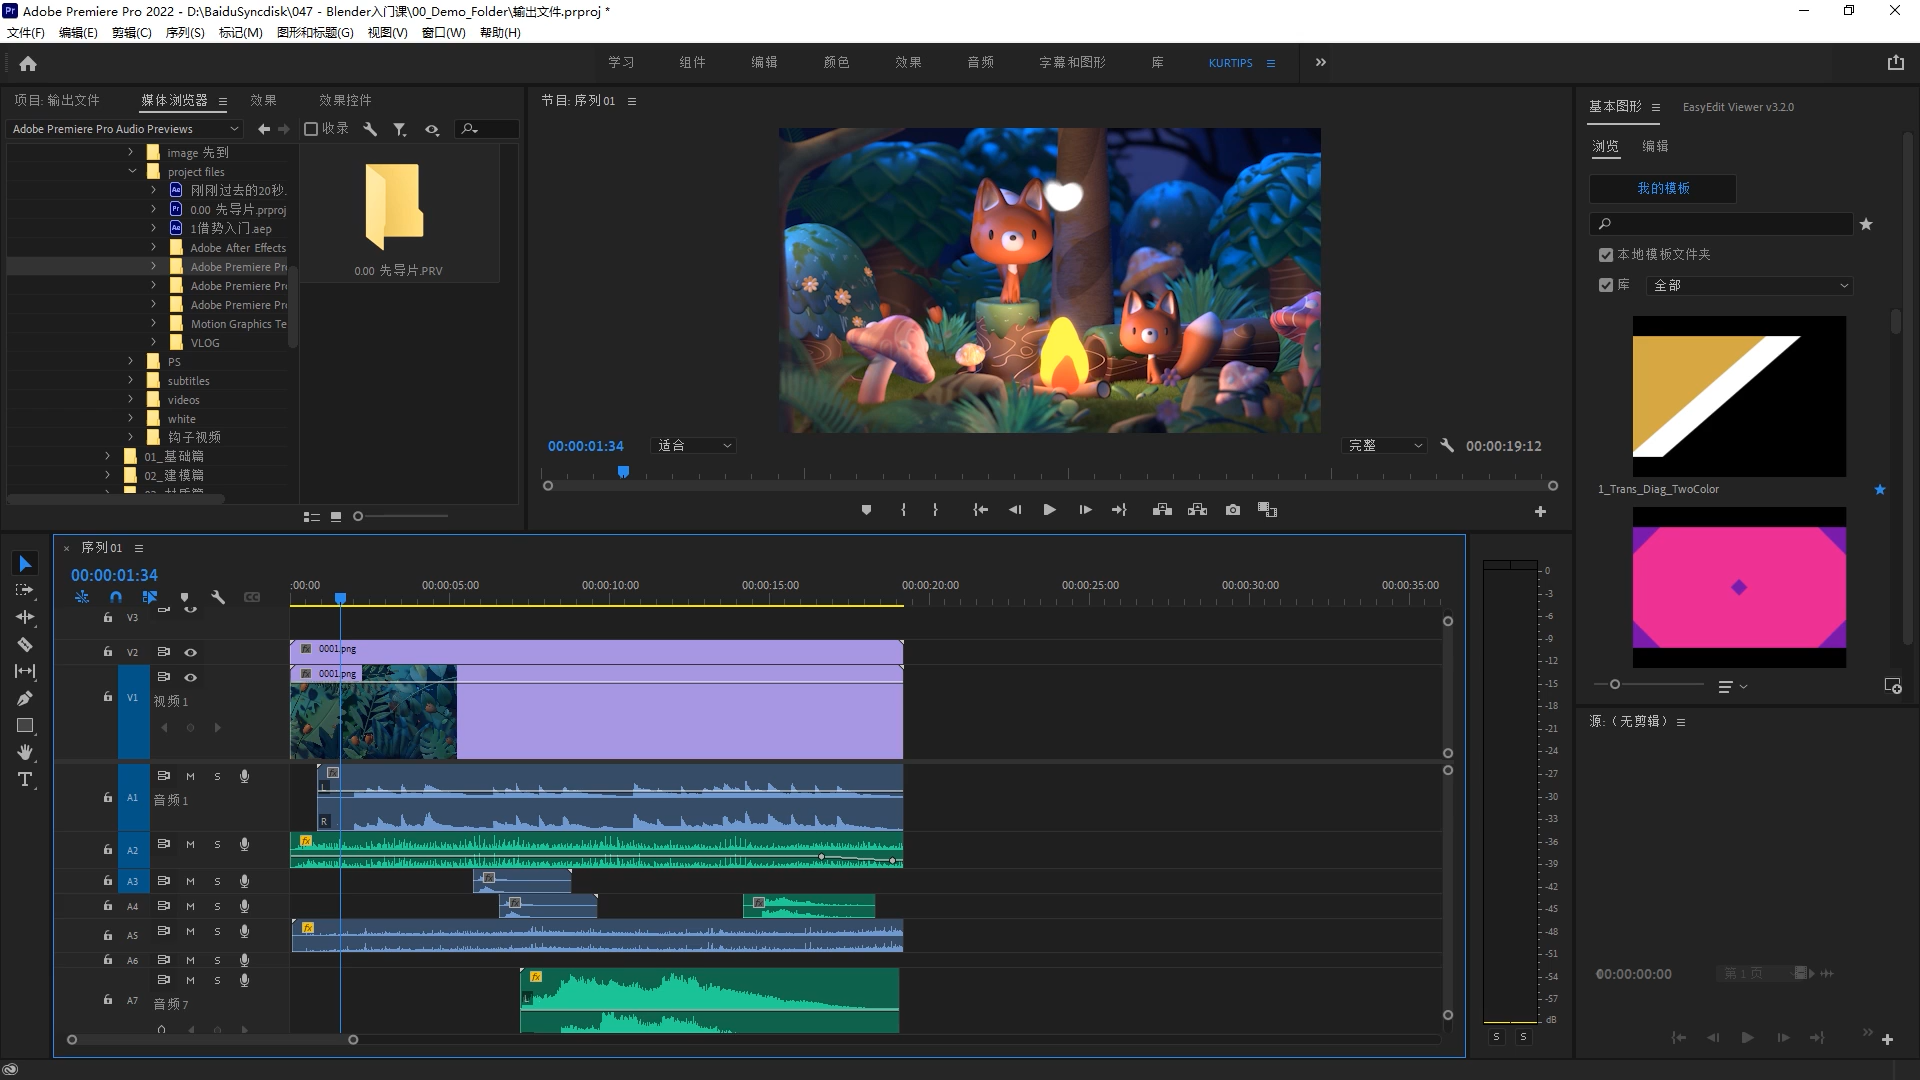 Adobe Premiere Pro 2022 - D:\BaiduSyncdisk\047 - Blender入门课\00_Demo_Folder\输出文件.prproj *
文件(F) 编辑(E) 剪辑(C) 序列(S) 标记(M) 图形和标题(G) 视图(V) 窗口(W) 帮助(H)
学习 组件 编辑 颜色 效果 音频 字幕和图形 库 KURTIPS
项目: 输出文件 媒体浏览器 效果 效果控件
Adobe Premiere Pro Audio Previews 收录
image 先到
project files
刚刚过去的20秒.
0.00 先导片.prproj
1借势入门.aep
Adobe After Effects
Adobe Premiere Pr
Adobe Premiere Pr
Adobe Premiere Pr
Motion Graphics Te
VLOG
PS
subtitles
videos
white
钩子视频
01_基础篇
02_建模篇
0.00 先导片.PRV
节目: 序列 01
00:00:01:34 适合 完整 00:00:19:12
基本图形 EasyEdit Viewer v3.2.0
浏览 编辑
我的模板
本地模板文件夹
库 全部
1_Trans_Diag_TwoColor
源:（无剪辑）
00:00:00:00 第 1 页
序列 01
00:00:01:34
:00:00 00:00:05:00 00:00:10:00 00:00:15:00 00:00:20:00 00:00:25:00 00:00:30:00 00:00:35:00
V3
V2 fx 0001.png
V1 视频 1 fx 0001.png
A1 M S 音频 1 fx L R
A2 M S fx
A3 M S fx
A4 M S fx fx
A5 M S fx
A6 M S
A7 M S 音频 7 fx L
0
-3
-6
-9
-12
-15
-18
-21
-24
-27
-30
-33
-36
-39
-42
-45
-48
-51
-54
-57
dB
S S